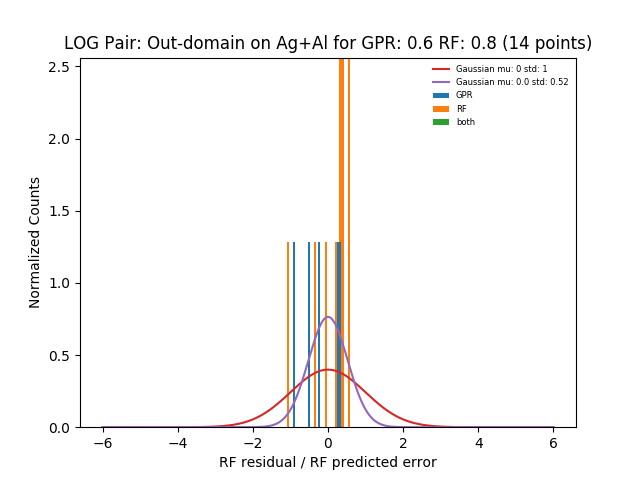 LOG Pair: Out-domain on Ag+Al for GPR: 0.6 RF: 0.8 (14 points)
Gaussian mu: 0 std: 1
Gaussian mu: 0.0 std: 0.52
GPR
RF
both
Normalized Counts
2.5
2.0
1.5
1.0
0.5
0.0
−6
−4
−2
0
2
4
6
RF residual / RF predicted error